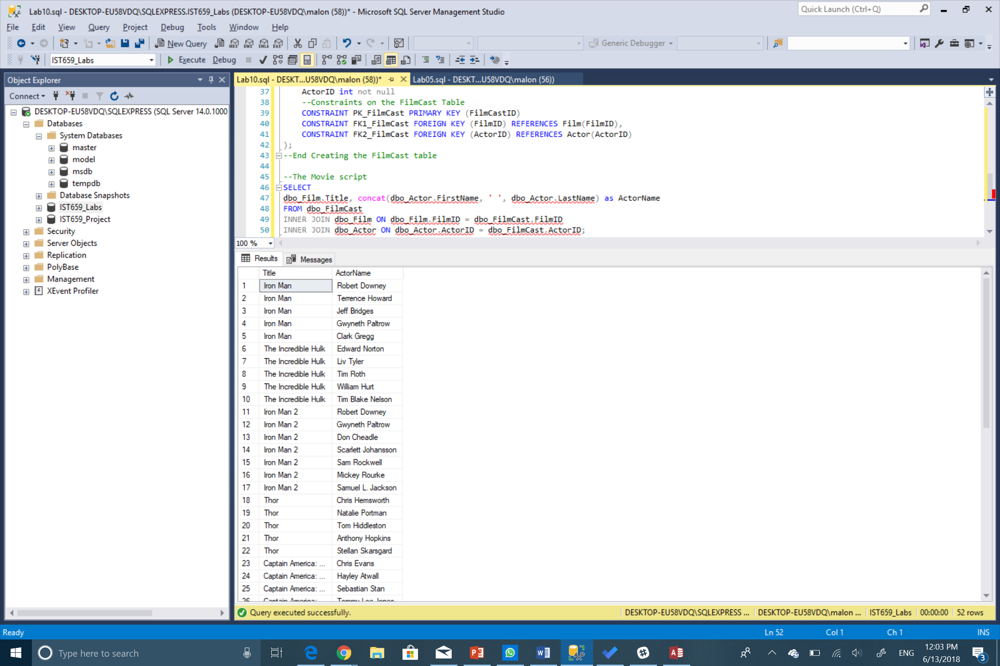 Lab10.sql - DESKTOP-EU58VDQ\SQLEXPRESS.IST659_Labs (DESKTOP-EU58VDQ\malon (58))* - Microsoft SQL Server Management Studio
Quick Launch (Ctrl+Q)
File Edit View Query Project Debug Tools Window Help
New Query MDX DMX XMLA DAX Generic Debugger
IST659_Labs Execute Debug
Object Explorer
Connect
DESKTOP-EU58VDQ\SQLEXPRESS (SQL Server 14.0.1000
Databases
System Databases
master
model
msdb
tempdb
Database Snapshots
IST659_Labs
IST659_Project
Security
Server Objects
Replication
PolyBase
Management
XEvent Profiler
Lab10.sql - DESKT...U58VDQ\malon (58))* Lab05.sql - DESKT...U58VDQ\malon (56))
37 ActorID int not null
38 --Constraints on the FilmCast Table
39 CONSTRAINT PK_FilmCast PRIMARY KEY (FilmCastID)
40 CONSTRAINT FK1_FilmCast FOREIGN KEY (FilmID) REFERENCES Film(FilmID),
41 CONSTRAINT FK2_FilmCast FOREIGN KEY (ActorID) REFERENCES Actor(ActorID)
42 );
43 --End Creating the FilmCast table
44
45 --The Movie script
46 SELECT
47 dbo_Film.Title, concat(dbo_Actor.FirstName, ' ', dbo_Actor.LastName) as ActorName
48 FROM dbo_FilmCast
49 INNER JOIN dbo_Film ON dbo_Film.FilmID = dbo_FilmCast.FilmID
50 INNER JOIN dbo_Actor ON dbo_Actor.ActorID = dbo_FilmCast.ActorID;
100 %
Results Messages
Title ActorName
1 Iron Man Robert Downey
2 Iron Man Terrence Howard
3 Iron Man Jeff Bridges
4 Iron Man Gwyneth Paltrow
5 Iron Man Clark Gregg
6 The Incredible Hulk Edward Norton
7 The Incredible Hulk Liv Tyler
8 The Incredible Hulk Tim Roth
9 The Incredible Hulk William Hurt
10 The Incredible Hulk Tim Blake Nelson
11 Iron Man 2 Robert Downey
12 Iron Man 2 Gwyneth Paltrow
13 Iron Man 2 Don Cheadle
14 Iron Man 2 Scarlett Johansson
15 Iron Man 2 Sam Rockwell
16 Iron Man 2 Mickey Rourke
17 Iron Man 2 Samuel L. Jackson
18 Thor Chris Hemsworth
19 Thor Natalie Portman
20 Thor Tom Hiddleston
21 Thor Anthony Hopkins
22 Thor Stellan Skarsgard
23 Captain America: ... Chris Evans
24 Captain America: ... Hayley Atwall
25 Captain America: ... Sebastian Stan
26 Captain America: Tommy Lee Jones
Query executed successfully. DESKTOP-EU58VDQ\SQLEXPRESS ... DESKTOP-EU58VDQ\malon ... IST659_Labs 00:00:00 52 rows
Ready Ln 52 Col 1 Ch 1 INS
Type here to search
ENG
12:03 PM
6/13/2018
3